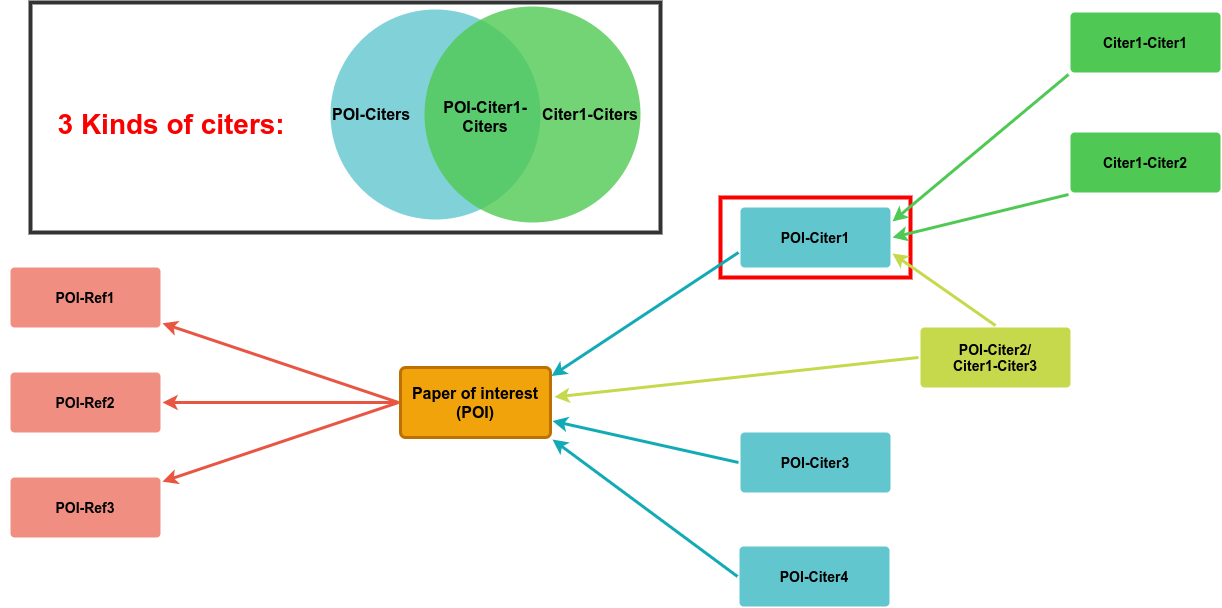 3 Kinds of citers:
POI-Citers
POI-Citer1-
Citers
Citer1-Citers
Citer1-Citer1
Citer1-Citer2
POI-Citer1
POI-Ref1
POI-Citer2/
Citer1-Citer3
POI-Ref2
Paper of interest
(POI)
POI-Citer3
POI-Ref3
POI-Citer4